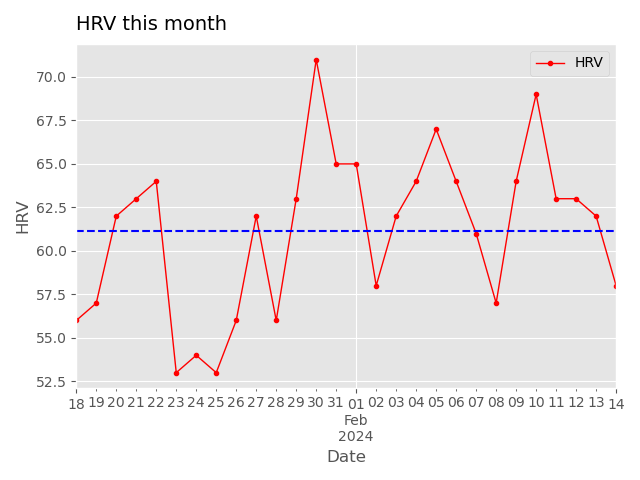 HRV this month
HRV
70.0
67.5
65.0
62.5
60.0
57.5
55.0
52.5
HRV
18 19 20 21 22 23 24 25 26 27 28 29 30 31 01 02 03 04 05 06 07 08 09 10 11 12 13 14
Feb
2024
Date